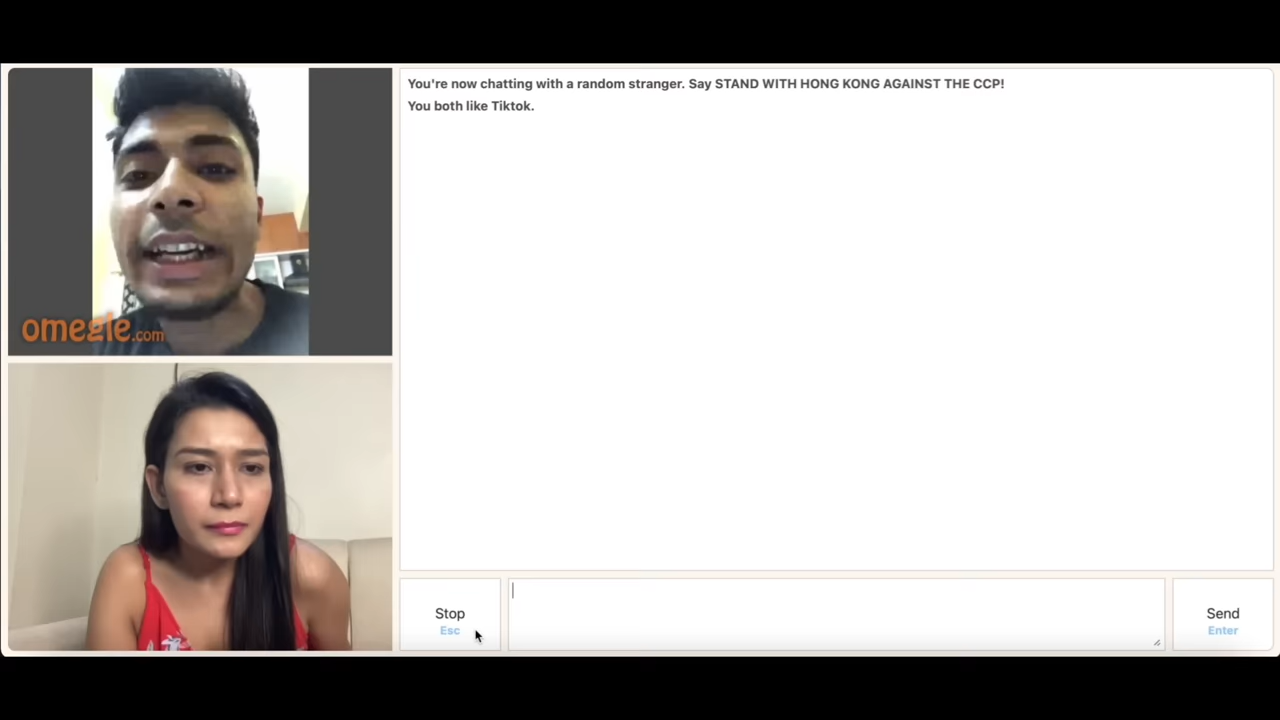 You're now chatting with a random stranger. Say STAND WITH HONG KONG AGAINST THE CCP!
You both like Tiktok.
omegle.com
Stop
Esc
Send
Enter